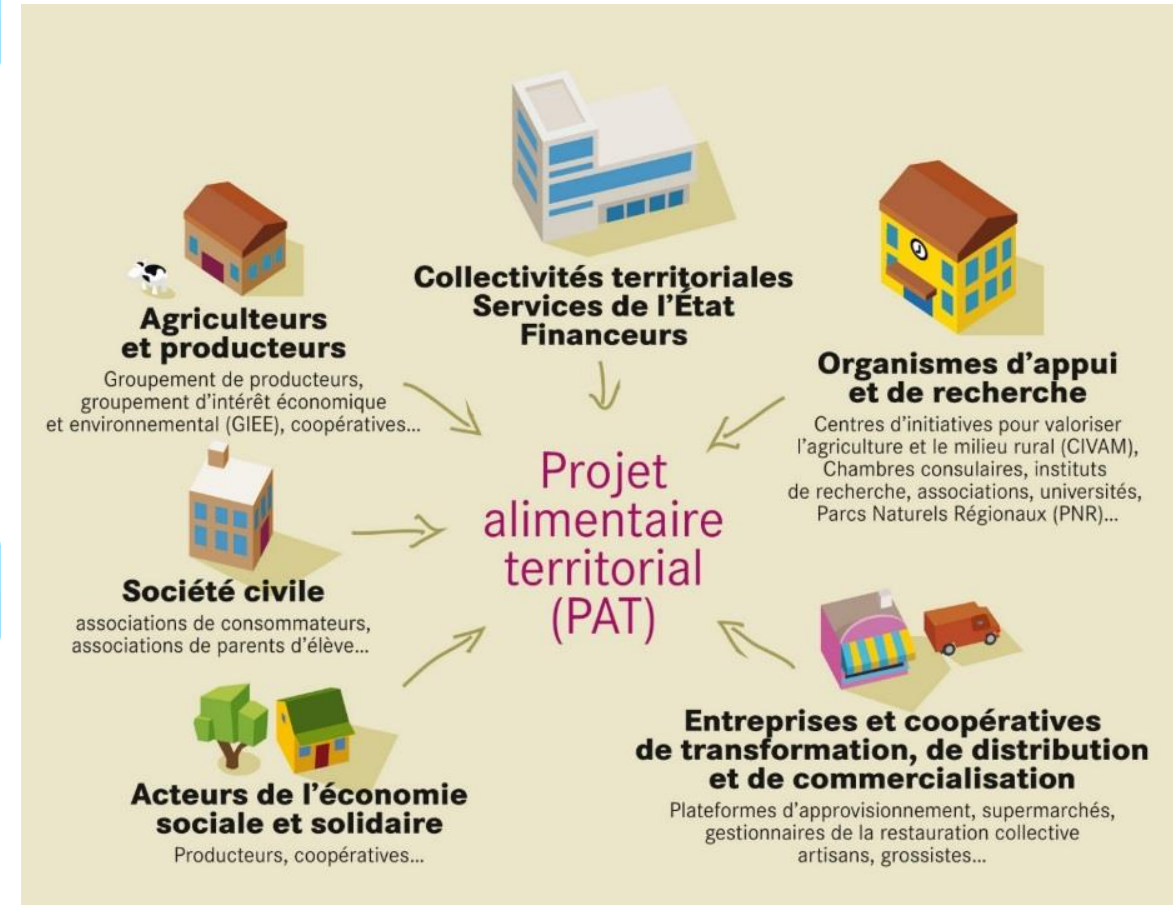 Collectivités territoriales
Services de l'État
Financeurs
Agriculteurs
et producteurs
Groupement de producteurs,
groupement d'intérêt économique
et environnemental (GIEE), coopératives...
Organismes d'appui
et de recherche
Centres d'initiatives pour valoriser
l'agriculture et le milieu rural (CIVAM),
Chambres consulaires, instituts
de recherche, associations, universités,
Parcs Naturels Régionaux (PNR)...
Projet
alimentaire
territorial
(PAT)
Société civile
associations de consommateurs,
associations de parents d'élève...
Acteurs de l'économie
sociale et solidaire
Producteurs, coopératives...
Entreprises et coopératives
de transformation, de distribution
et de commercialisation
Plateformes d'approvisionnement, supermarchés,
gestionnaires de la restauration collective
artisans, grossistes...